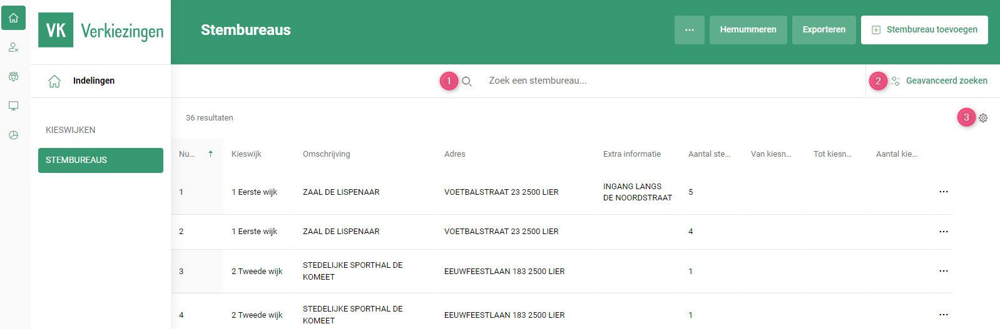 VK Verkiezingen
Stembureaus
...
Hernummeren
Exporteren
Stembureau toevoegen
Indelingen
1
Zoek een stembureau...
2
Geavanceerd zoeken
KIESWIJKEN
STEMBUREAUS
36 resultaten
3
Nu... Kieswijk Omschrijving Adres Extra informatie Aantal ste... Van kiesn... Tot kiesn... Aantal kie...
1 1 Eerste wijk ZAAL DE LISPENAAR VOETBALSTRAAT 23 2500 LIER INGANG LANGS
DE NOORDSTRAAT 5 ...
2 1 Eerste wijk ZAAL DE LISPENAAR VOETBALSTRAAT 23 2500 LIER 4 ...
3 2 Tweede wijk STEDELIJKE SPORTHAL DE
KOMEET EEUWFEESTLAAN 183 2500 LIER 1 ...
4 2 Tweede wijk STEDELIJKE SPORTHAL DE
KOMEET EEUWFEESTLAAN 183 2500 LIER 1 ...